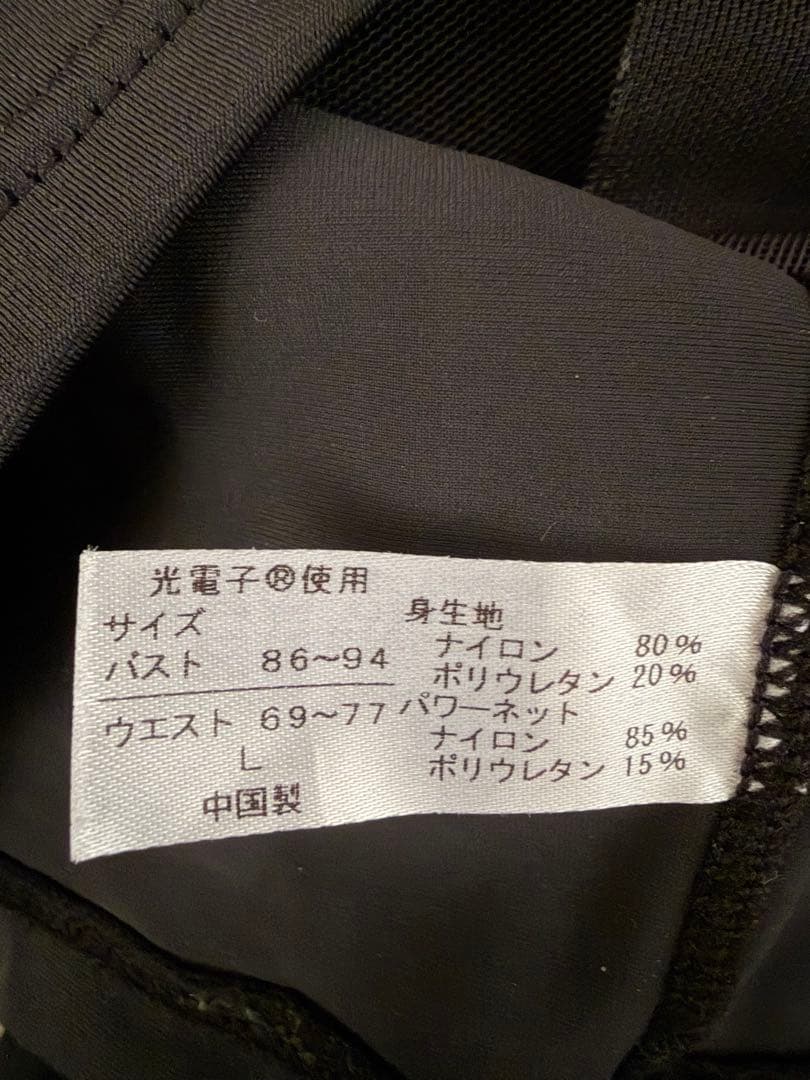 光電子®使用
サイズ
バスト 86～94
ウエスト 69～77
L
中国製
身生地
ナイロン 80%
ポリウレタン 20%
パワーネット
ナイロン 85%
ポリウレタン 15%